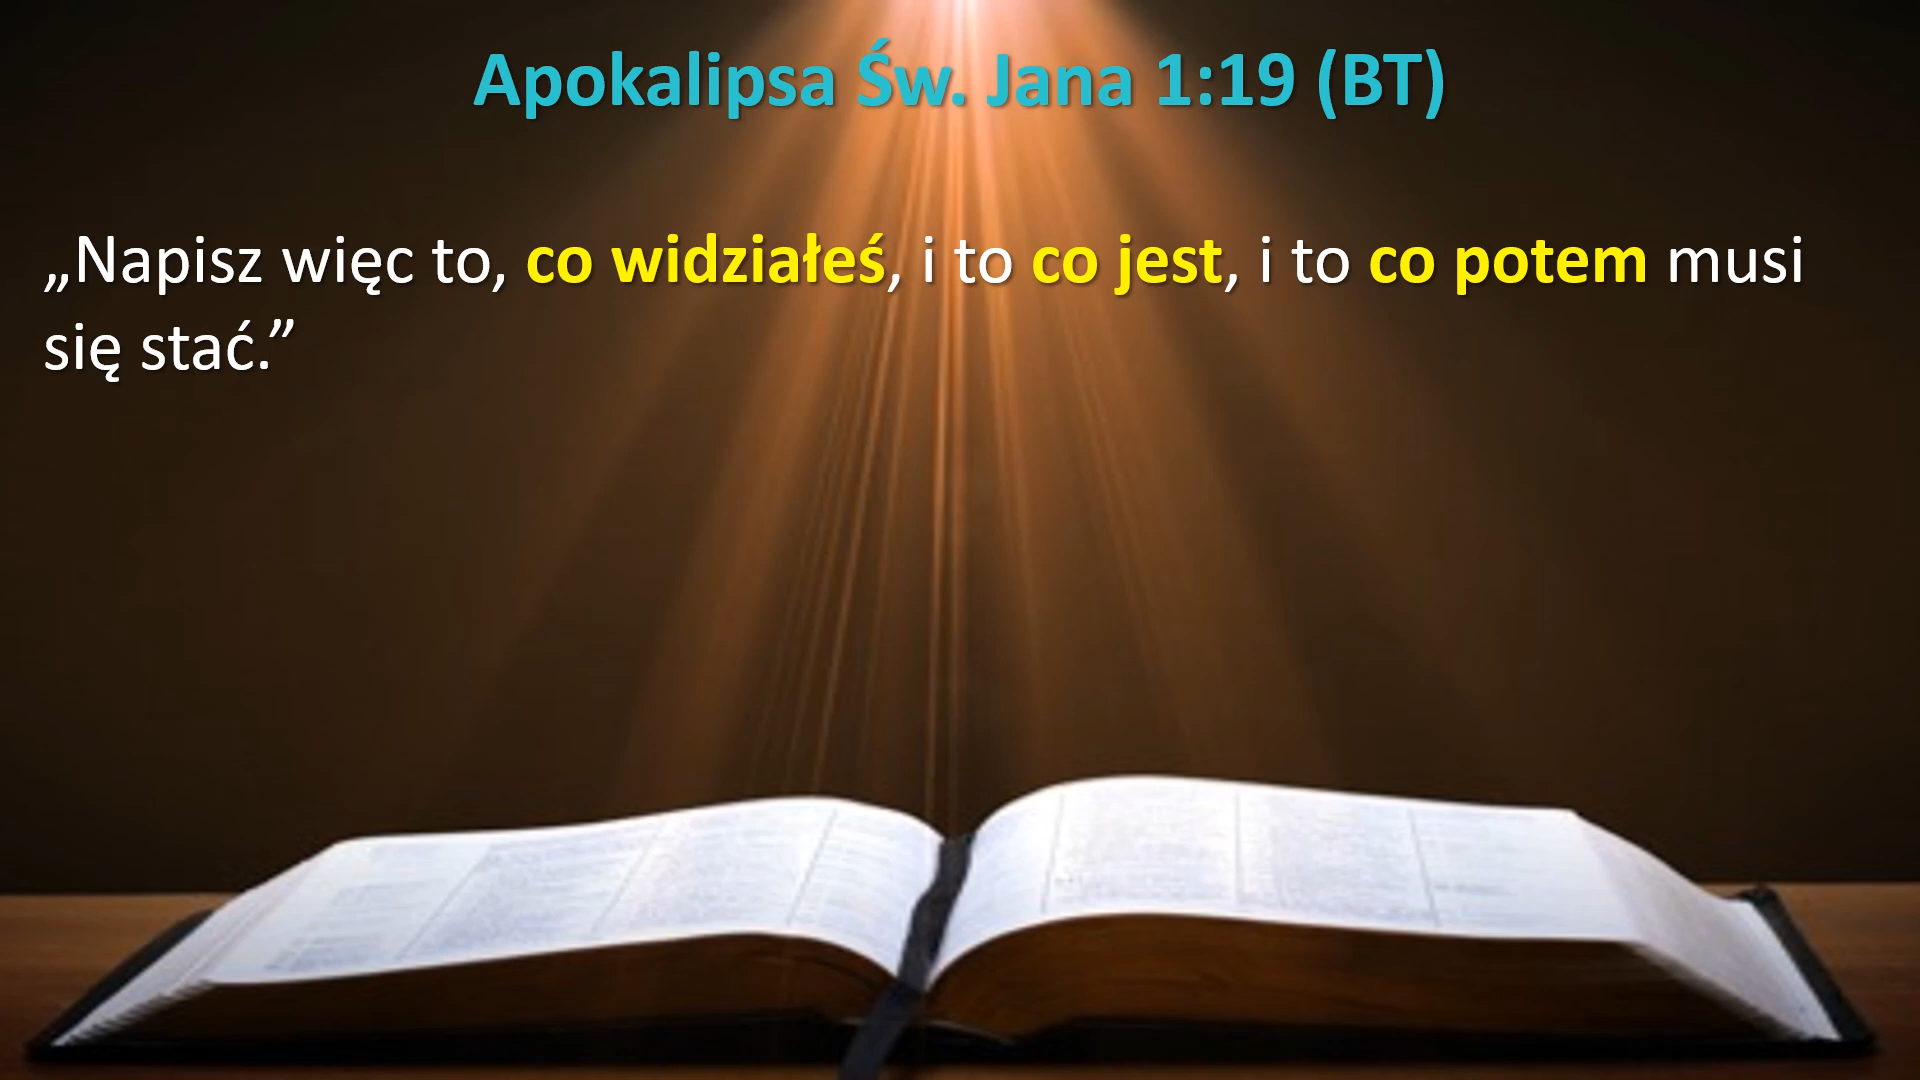 Apokalipsa Św. Jana 1:19 (BT)
„Napisz więc to, co widziałeś, i to co jest, i to co potem musi
się stać.”